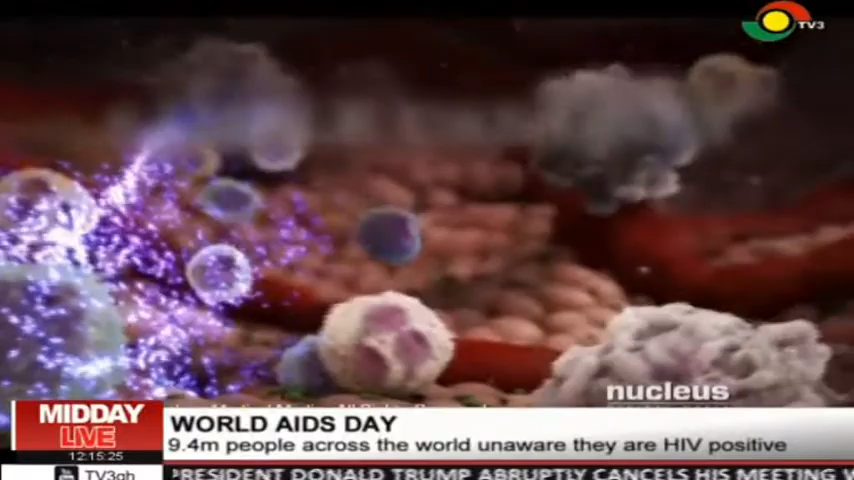 TV3
nucleus
MIDDAY
LIVE
12:15:25
WORLD AIDS DAY
9.4m people across the world unaware they are HIV positive
TV3gh
PRESIDENT DONALD TRUMP ABRUPTLY CANCELS HIS MEETING